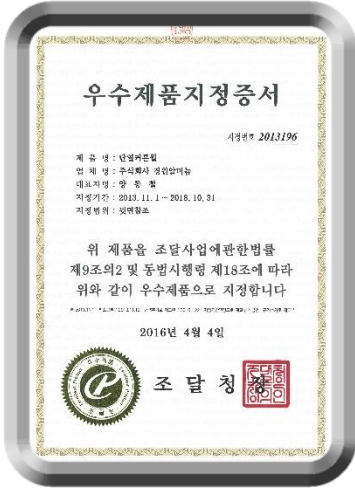 우수제품지정증서
지정번호 2013196
제 품 명 : 단열커튼월
업 체 명 : 주식회사 정한알미늄
대표자명 : 양 동 철
지정기간 : 2013. 11. 1 ~ 2018. 10. 31
지정범위 : 뒷면참조
위 제품을 조달사업에관한법률
제9조의2 및 동법시행령 제18조에 따라
위와 같이 우수제품으로 지정합니다
2016년 4월 4일
조 달 청 장